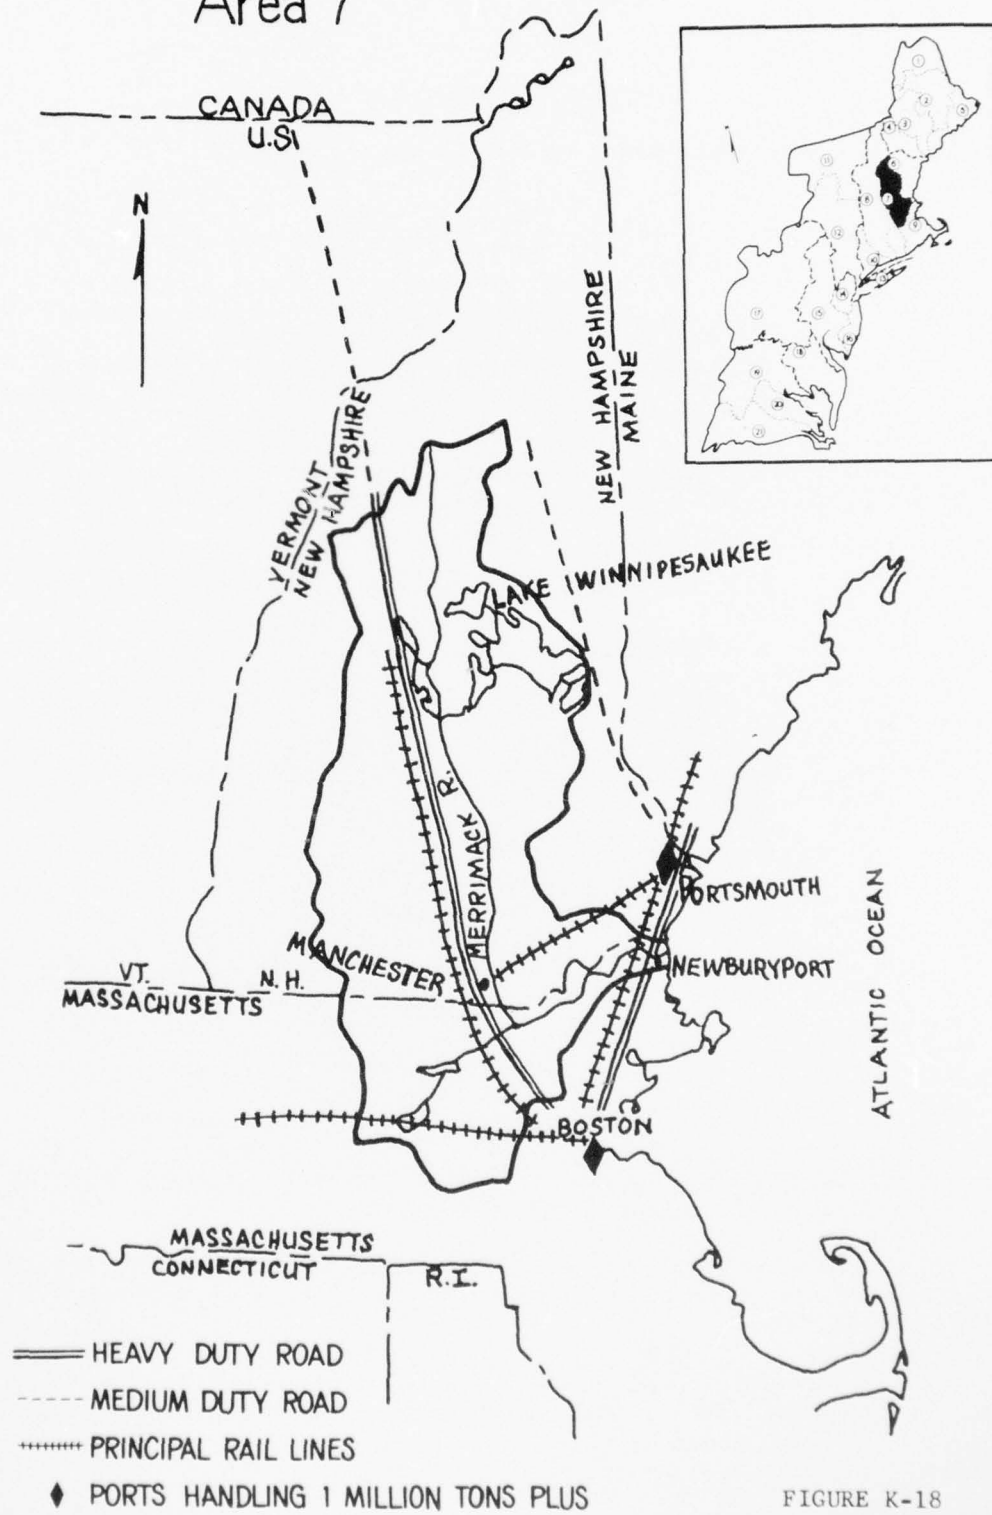 Area 7
CANADA
U.S.
N
NEW HAMPSHIRE
MAINE
VERMONT
NEW HAMPSHIRE
LAKE WINNIPESAUKEE
MERRIMACK R.
PORTSMOUTH
MANCHESTER
NEWBURYPORT
VT. N.H.
MASSACHUSETTS
ATLANTIC OCEAN
BOSTON
MASSACHUSETTS
CONNECTICUT
R.I.
HEAVY DUTY ROAD
MEDIUM DUTY ROAD
PRINCIPAL RAIL LINES
PORTS HANDLING 1 MILLION TONS PLUS
FIGURE K-18